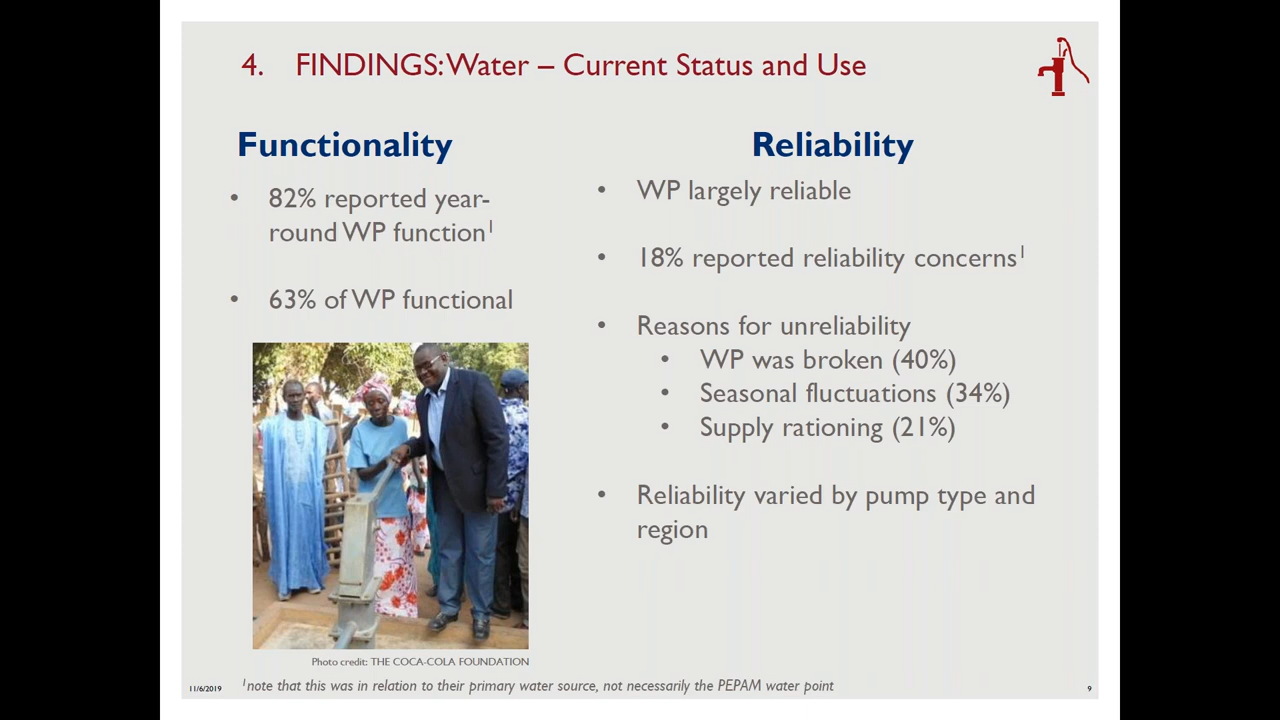 4. FINDINGS: Water – Current Status and Use
Functionality
• 82% reported year-
round WP function¹
• 63% of WP functional
Photo credit: THE COCA-COLA FOUNDATION
Reliability
• WP largely reliable
• 18% reported reliability concerns¹
• Reasons for unreliability
• WP was broken (40%)
• Seasonal fluctuations (34%)
• Supply rationing (21%)
• Reliability varied by pump type and
region
11/6/2019
¹note that this was in relation to their primary water source, not necessarily the PEPAM water point
9